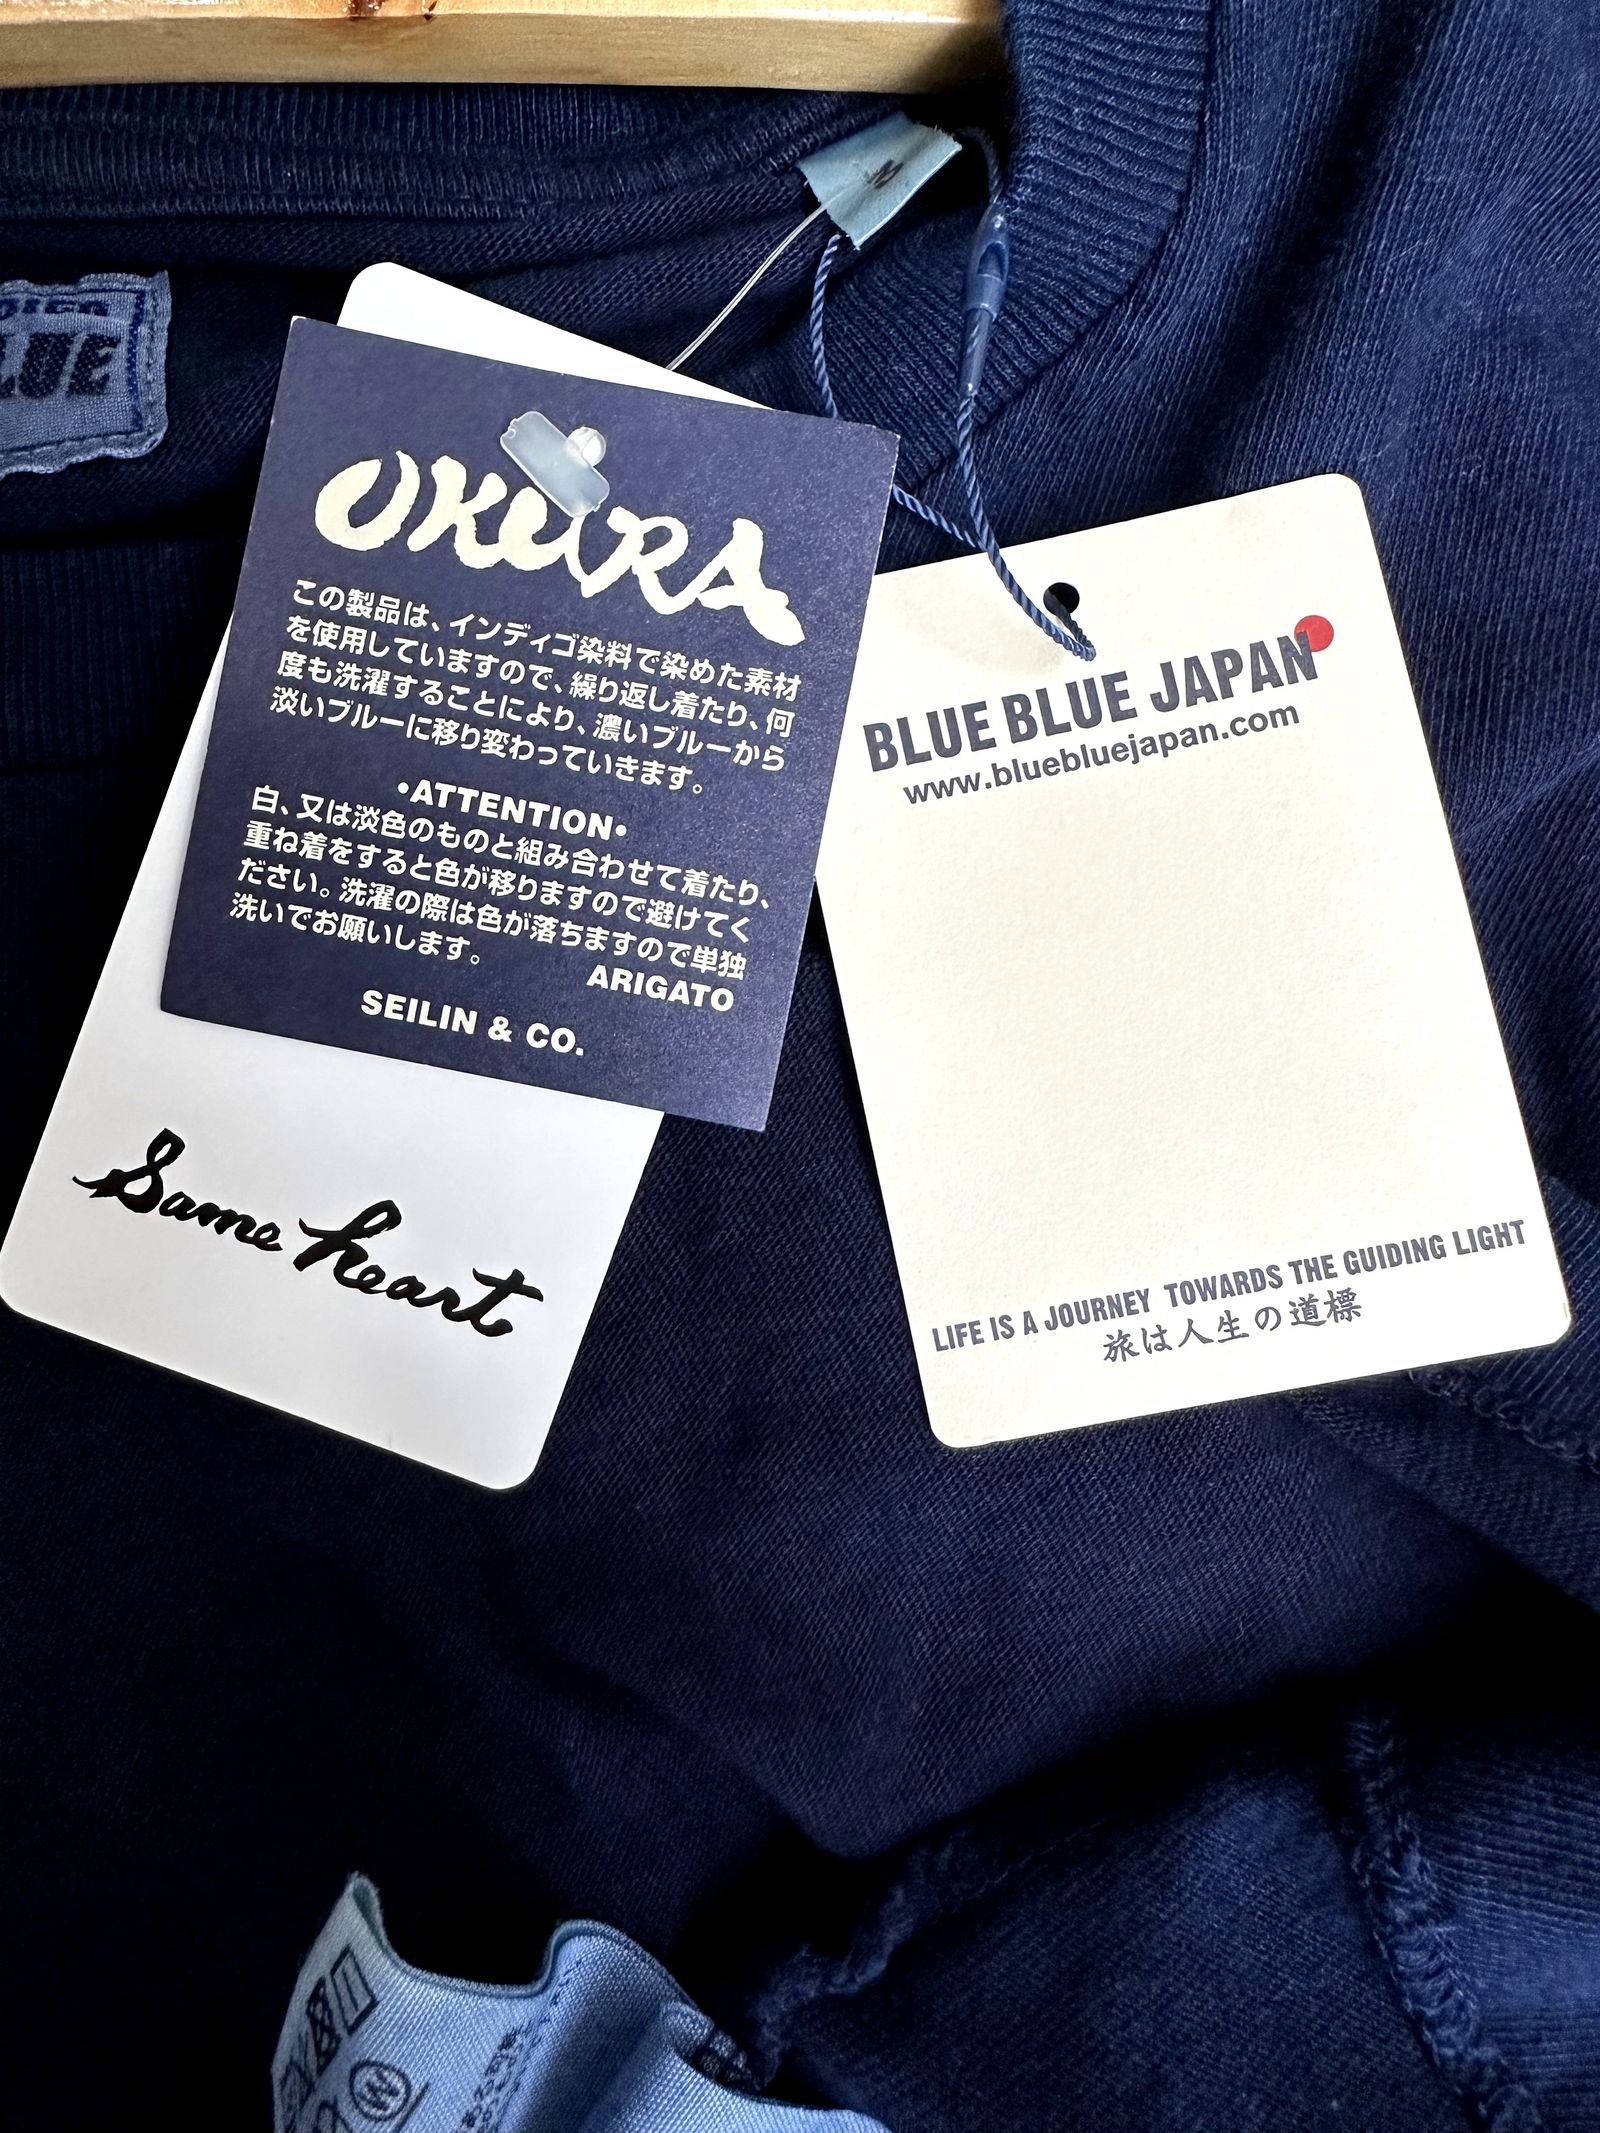 M
BLUE
OKURA
この製品は、インディゴ染料で染めた素材
を使用していますので、繰り返し着たり、何
度も洗濯することにより、濃いブルーから
淡いブルーに移り変わっていきます。
•ATTENTION•
白、又は淡色のものと組み合わせて着たり、
重ね着をすると色が移りますので避けてく
ださい。洗濯の際は色が落ちますので単独
洗いでお願いします。
ARIGATO
SEILIN & CO.
Same heart
BLUE BLUE JAPAN
www.bluebluejapan.com
LIFE IS A JOURNEY TOWARDS THE GUIDING LIGHT
旅は人生の道標